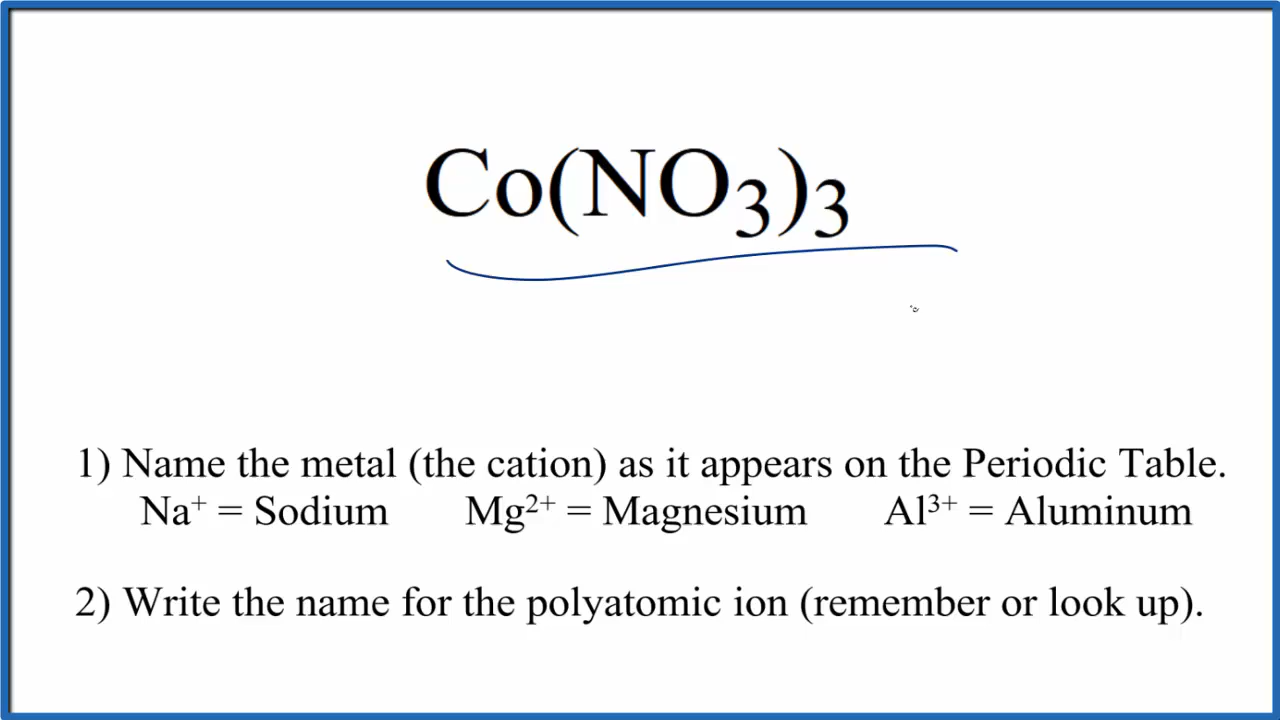 Co(NO₃)₃
1) Name the metal (the cation) as it appears on the Periodic Table.
Na⁺ = Sodium Mg²⁺ = Magnesium Al³⁺ = Aluminum
2) Write the name for the polyatomic ion (remember or look up).